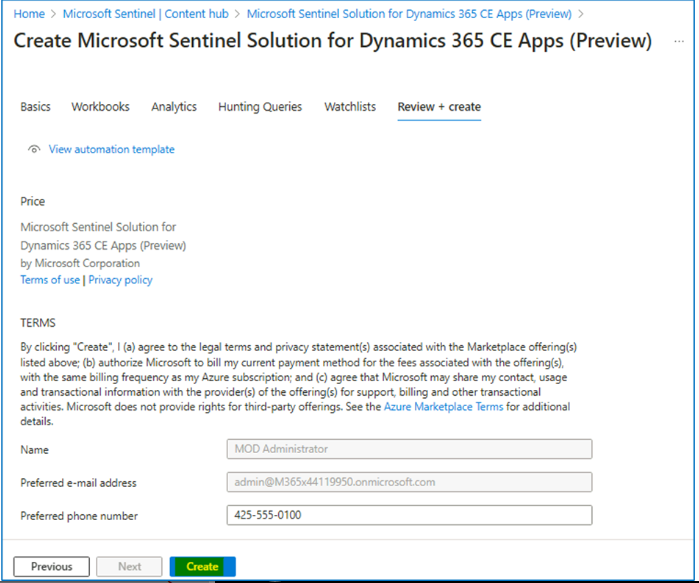 Home > Microsoft Sentinel | Content hub > Microsoft Sentinel Solution for Dynamics 365 CE Apps (Preview) >
Create Microsoft Sentinel Solution for Dynamics 365 CE Apps (Preview) ...
Basics Workbooks Analytics Hunting Queries Watchlists Review + create
View automation template
Price
Microsoft Sentinel Solution for
Dynamics 365 CE Apps (Preview)
by Microsoft Corporation
Terms of use | Privacy policy
TERMS
By clicking "Create", I (a) agree to the legal terms and privacy statement(s) associated with the Marketplace offering(s)
listed above; (b) authorize Microsoft to bill my current payment method for the fees associated with the offering(s),
with the same billing frequency as my Azure subscription; and (c) agree that Microsoft may share my contact, usage
and transactional information with the provider(s) of the offering(s) for support, billing and other transactional
activities. Microsoft does not provide rights for third-party offerings. See the Azure Marketplace Terms for additional
details.
Name MOD Administrator
Preferred e-mail address admin@M365x44119950.onmicrosoft.com
Preferred phone number 425-555-0100
Previous Next Create